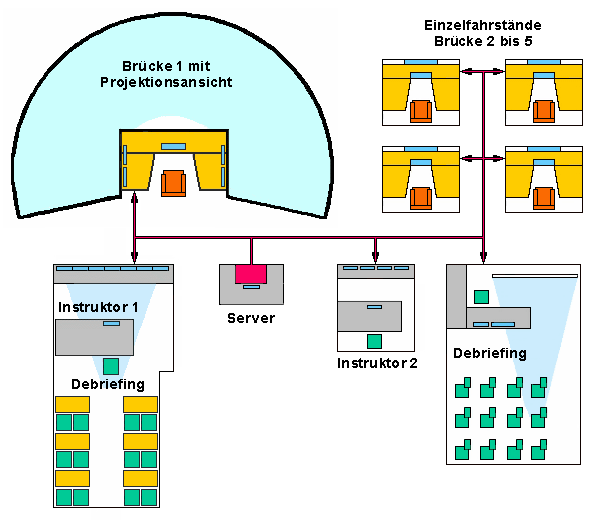 Einzelfahrstände
Brücke 2 bis 5
Brücke 1 mit
Projektionsansicht
Instruktor 1
Debriefing
Server
Instruktor 2
Debriefing